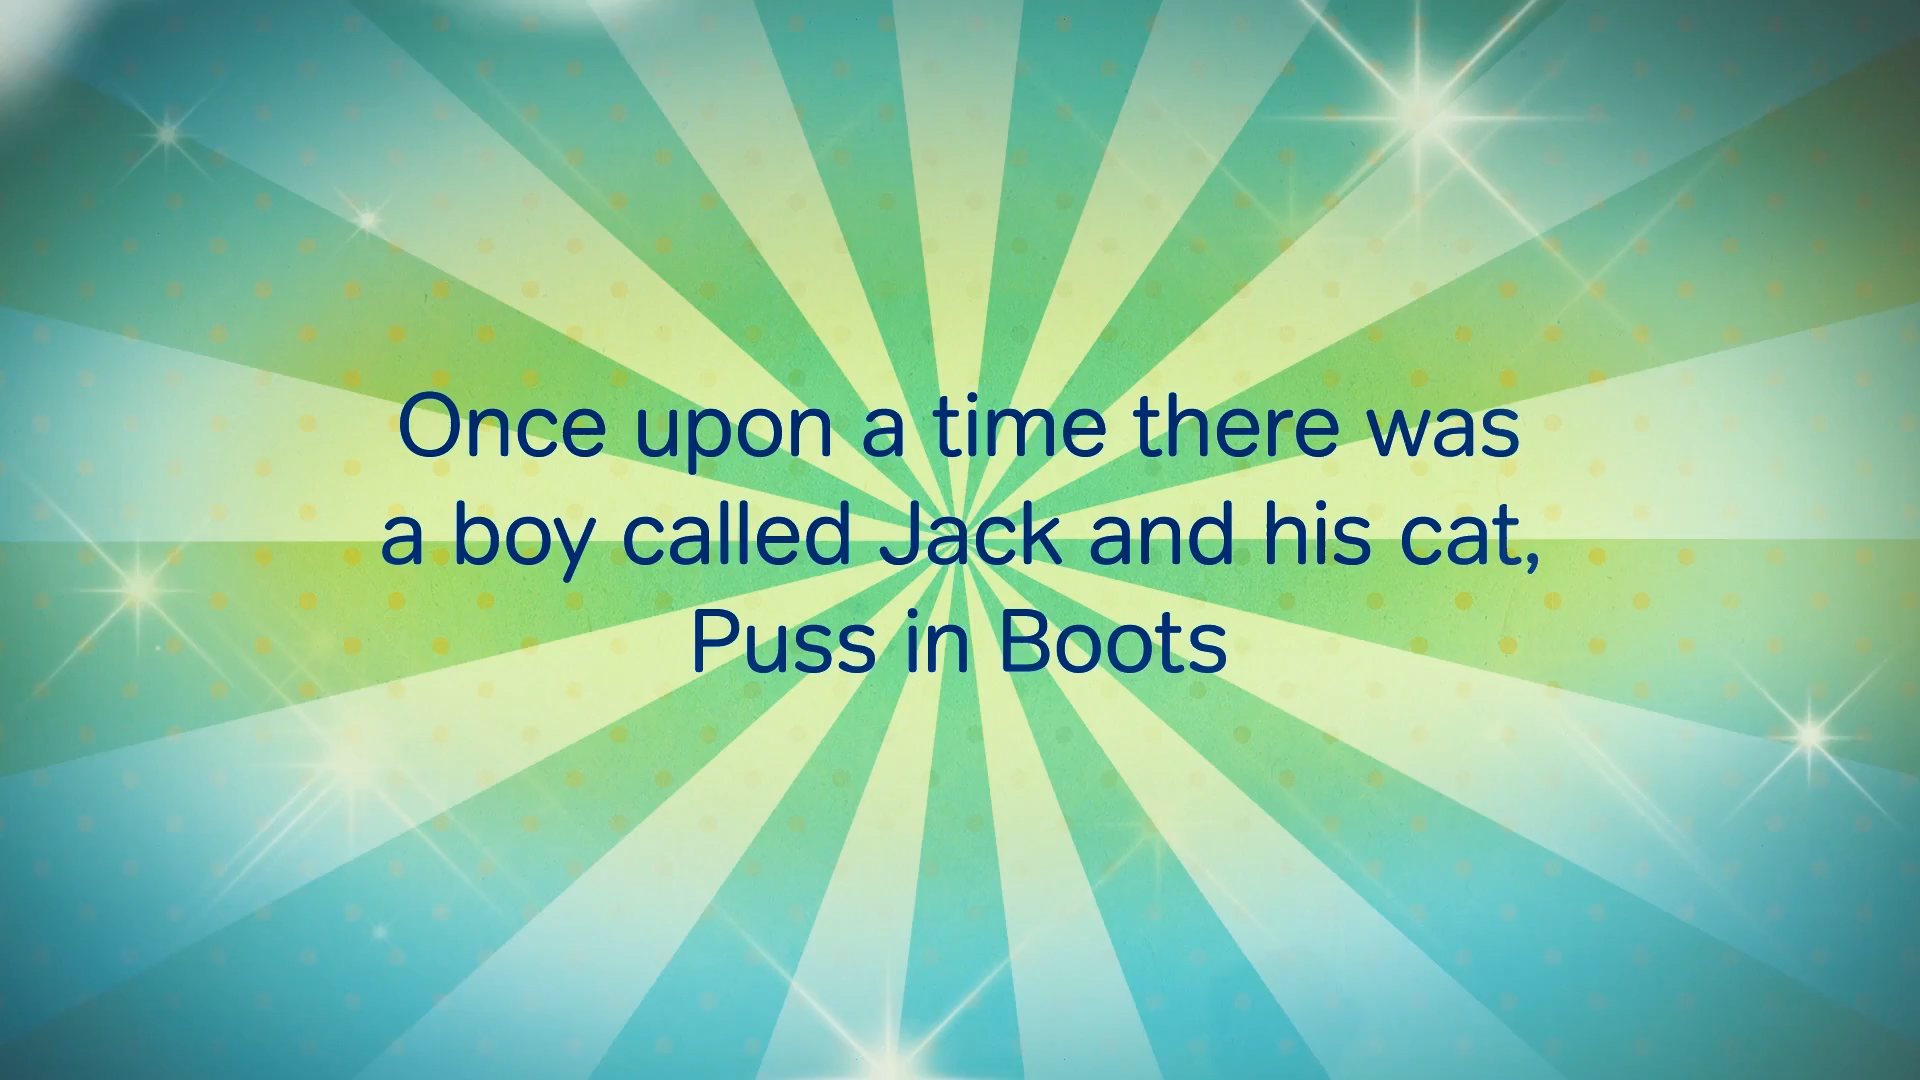 Once upon a time there was
a boy called Jack and his cat,
Puss in Boots